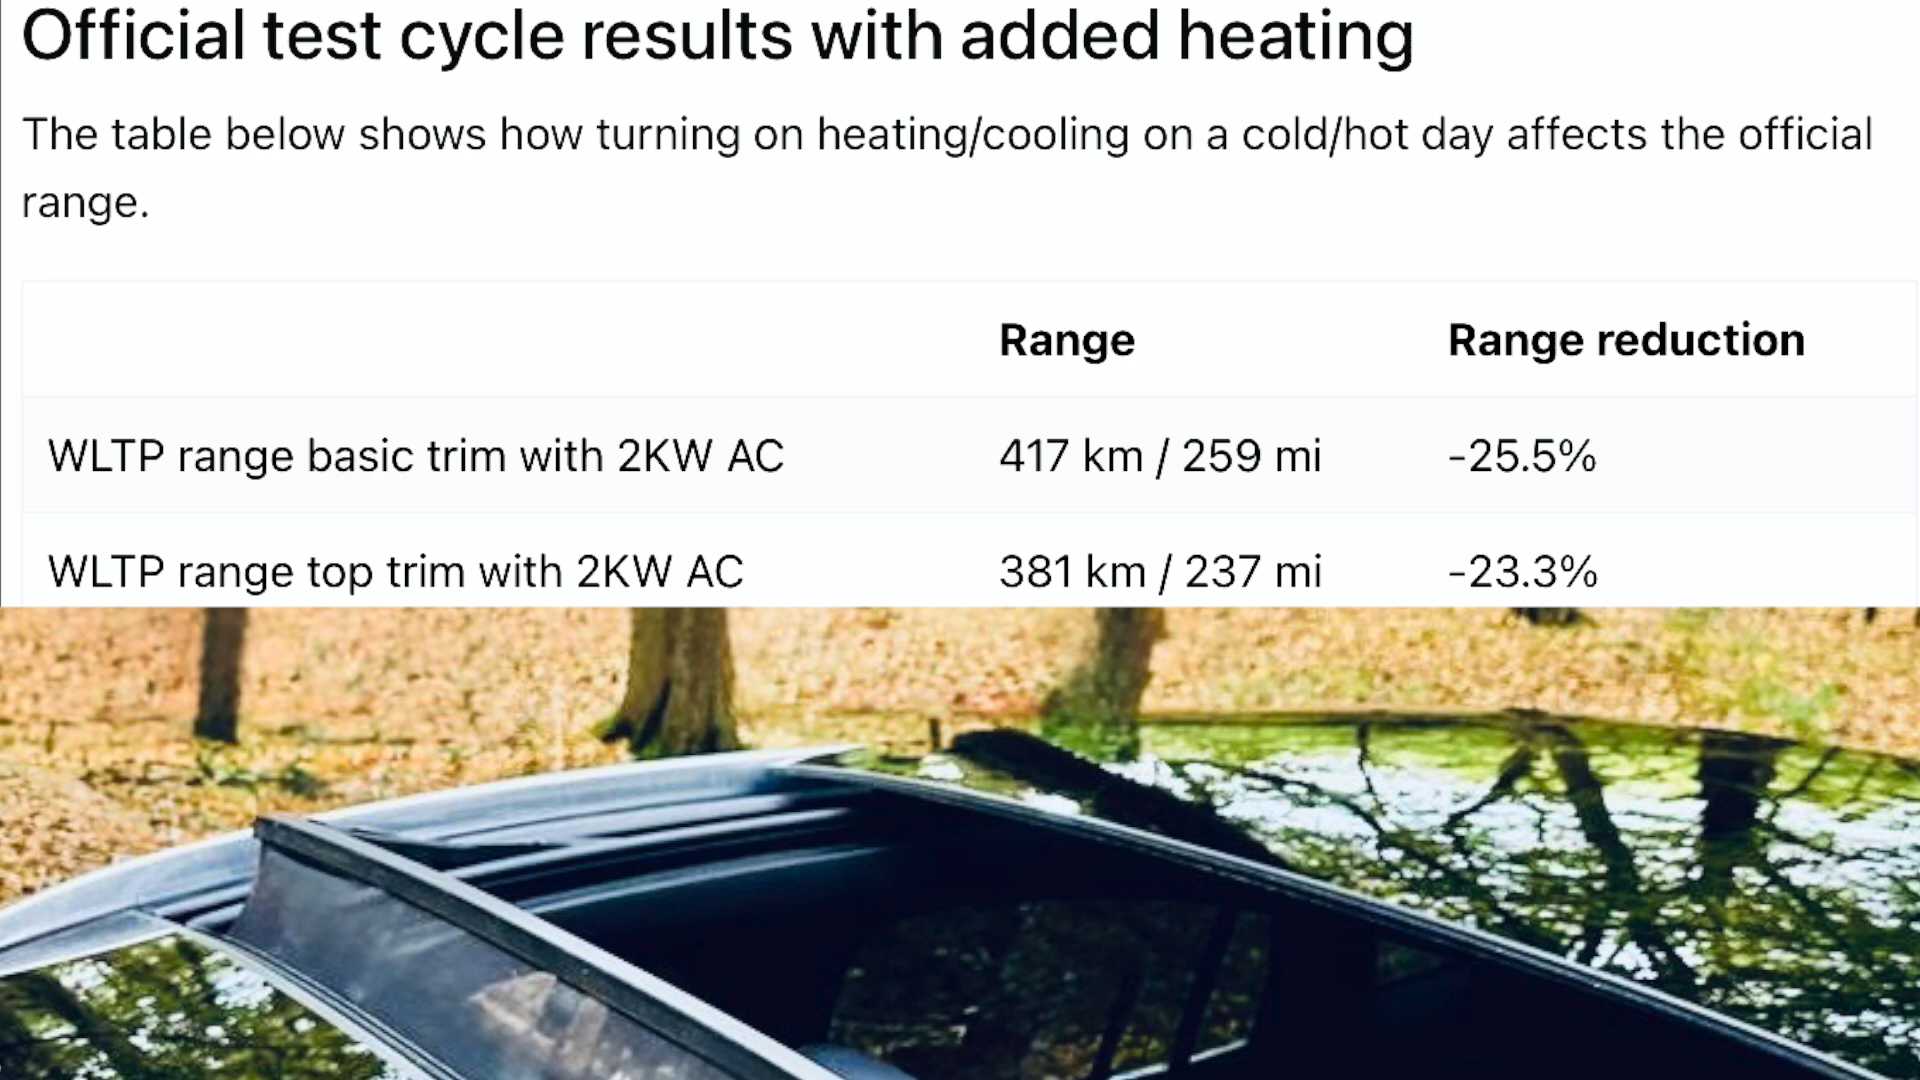 Official test cycle results with added heating
The table below shows how turning on heating/cooling on a cold/hot day affects the official
range.
Range Range reduction
WLTP range basic trim with 2KW AC 417 km / 259 mi -25.5%
WLTP range top trim with 2KW AC 381 km / 237 mi -23.3%